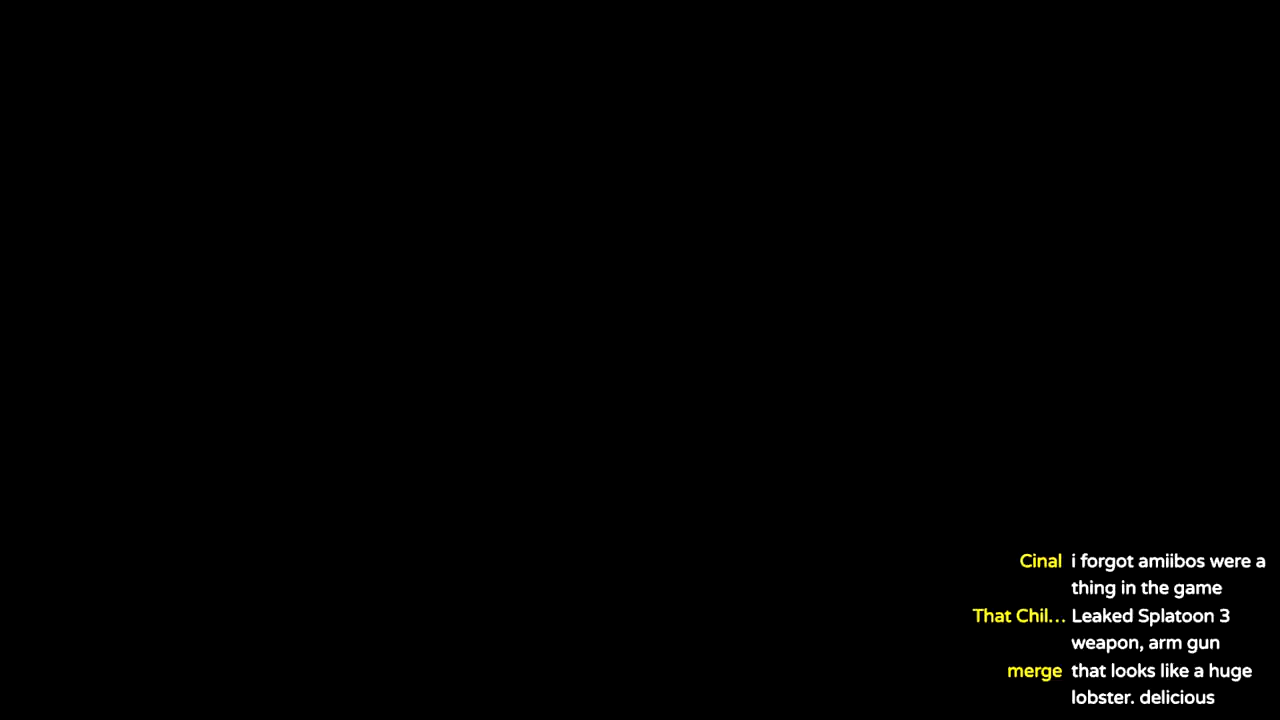 Cinal i forgot amiibos were a
thing in the game
That Chil... Leaked Splatoon 3
weapon, arm gun
merge that looks like a huge
lobster. delicious